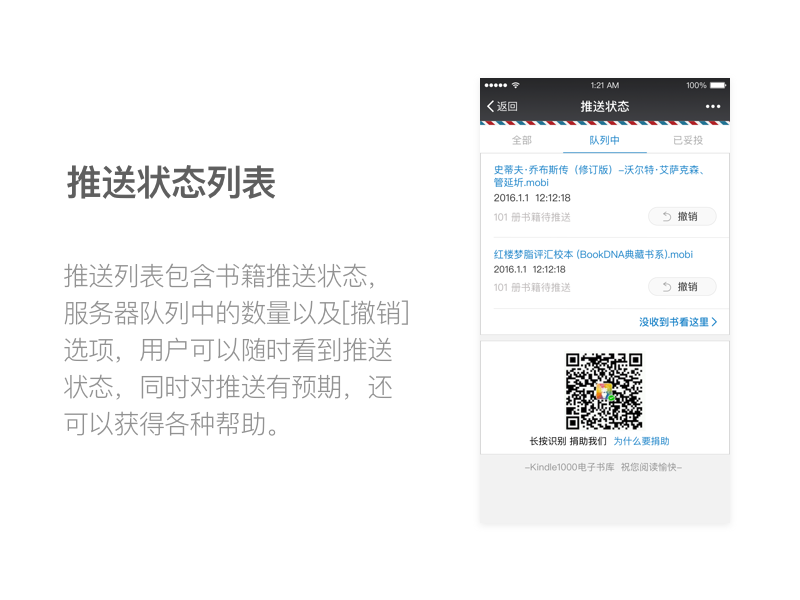 推送状态列表
推送列表包含书籍推送状态，
服务器队列中的数量以及[撤销]
选项，用户可以随时看到推送
状态，同时对推送有预期，还
可以获得各种帮助。
1:21 AM
100%
返回
推送状态
全部
队列中
已妥投
史蒂夫·乔布斯传（修订版）-沃尔特·艾萨克森、
管延圻.mobi
2016.1.1 12:12:18
101 册书籍待推送
撤销
红楼梦脂评汇校本 (BookDNA典藏书系).mobi
2016.1.1 12:12:18
101 册书籍待推送
撤销
没收到书看这里
长按识别 捐助我们 为什么要捐助
-Kindle1000电子书库 祝您阅读愉快-